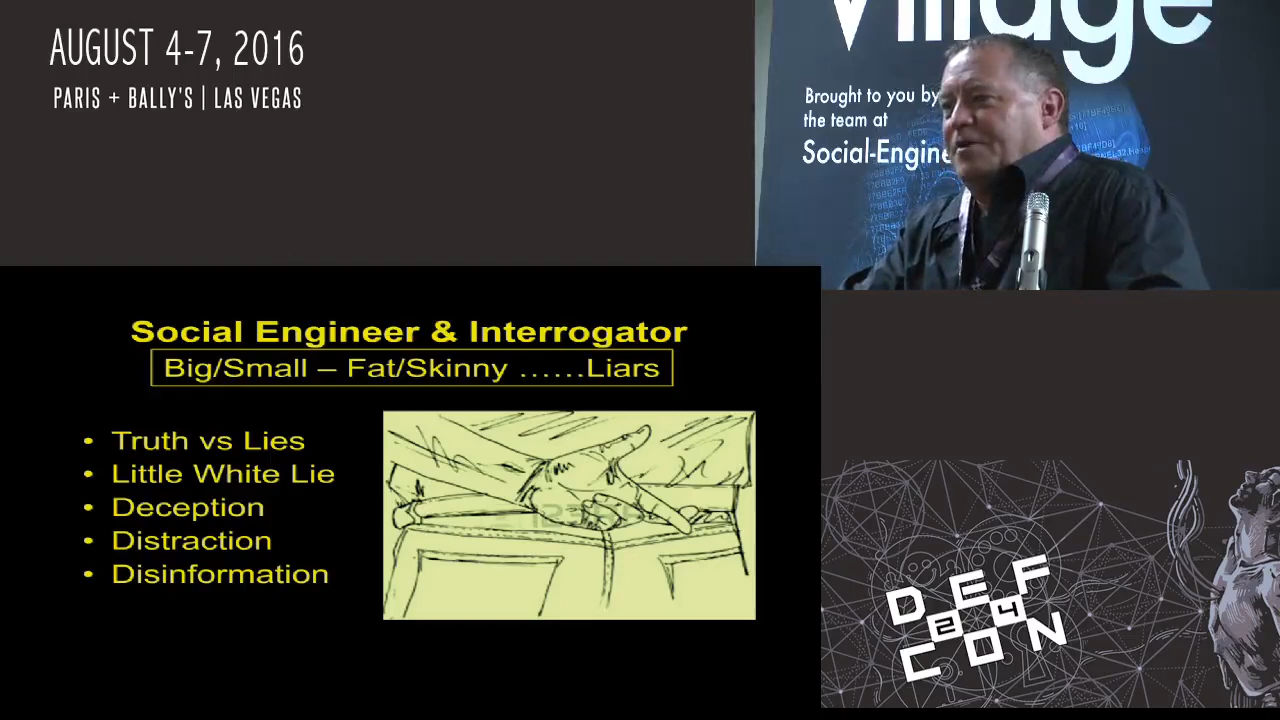 AUGUST 4-7, 2016
PARIS + BALLY'S | LAS VEGAS
Village
Brought to you by
the team at
Social-Engine
Social Engineer & Interrogator
Big/Small – Fat/Skinny ......Liars
• Truth vs Lies
• Little White Lie
• Deception
• Distraction
• Disinformation
DEF
24
CON